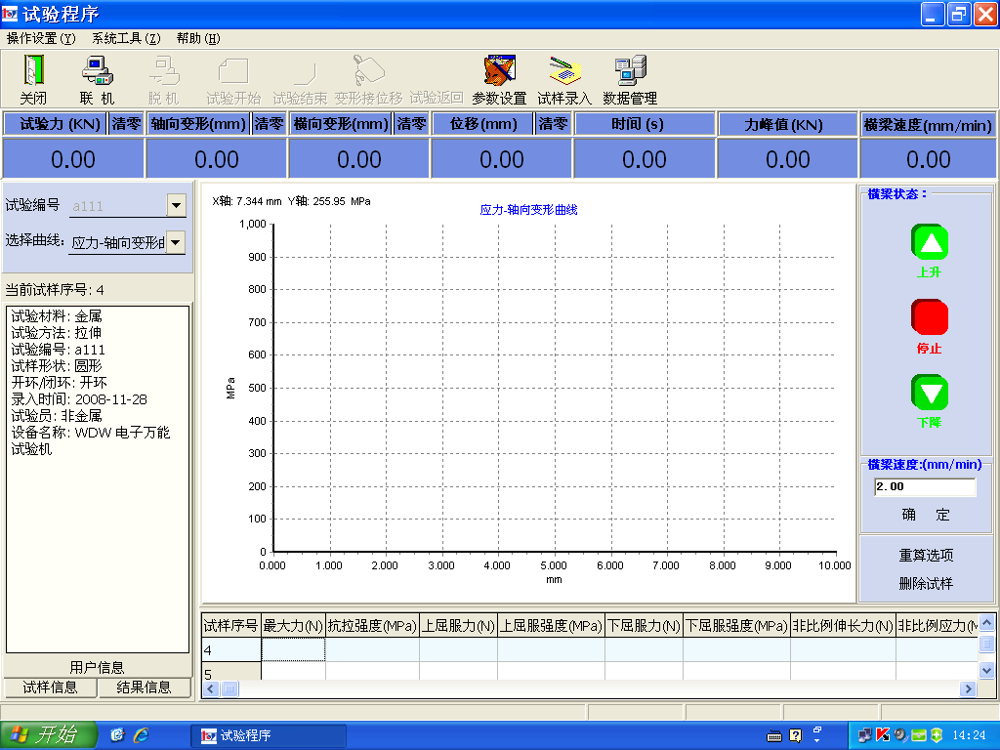 试验程序
操作设置(Y) 系统工具(Z) 帮助(H)
关闭 联 机 脱 机 试验开始 试验结束 变形接位移 试验返回 参数设置 试样录入 数据管理
试验力 (KN) 清零 轴向变形(mm) 清零 横向变形(mm) 清零 位移(mm) 清零 时间 (s) 力峰值(KN) 横梁速度(mm/min)
0.00 0.00 0.00 0.00 0.00 0.00 0.00
试验编号 a111
选择曲线: 应力-轴向变形曲
当前试样序号: 4
试验材料: 金属
试验方法: 拉伸
试验编号: a111
试样形状: 圆形
开环/闭环: 开环
录入时间: 2008-11-28
试验员: 非金属
设备名称: WDW 电子万能
试验机
用户信息
试样信息 结果信息
X轴: 7.344 mm Y轴: 255.95 MPa
应力-轴向变形曲线
1,000
900
800
700
600
500
400
300
200
100
0
MPa
0.000 1.000 2.000 3.000 4.000 5.000 6.000 7.000 8.000 9.000 10.000
mm
横梁状态：
上升
停止
下降
横梁速度:(mm/min)
2.00
确 定
重算选项
删除试样
试样序号 最大力(N) 抗拉强度(MPa) 上屈服力(N) 上屈服强度(MPa) 下屈服力(N) 下屈服强度(MPa) 非比例伸长力(N) 非比例应力(M
4
5
开始 试验程序 14:24